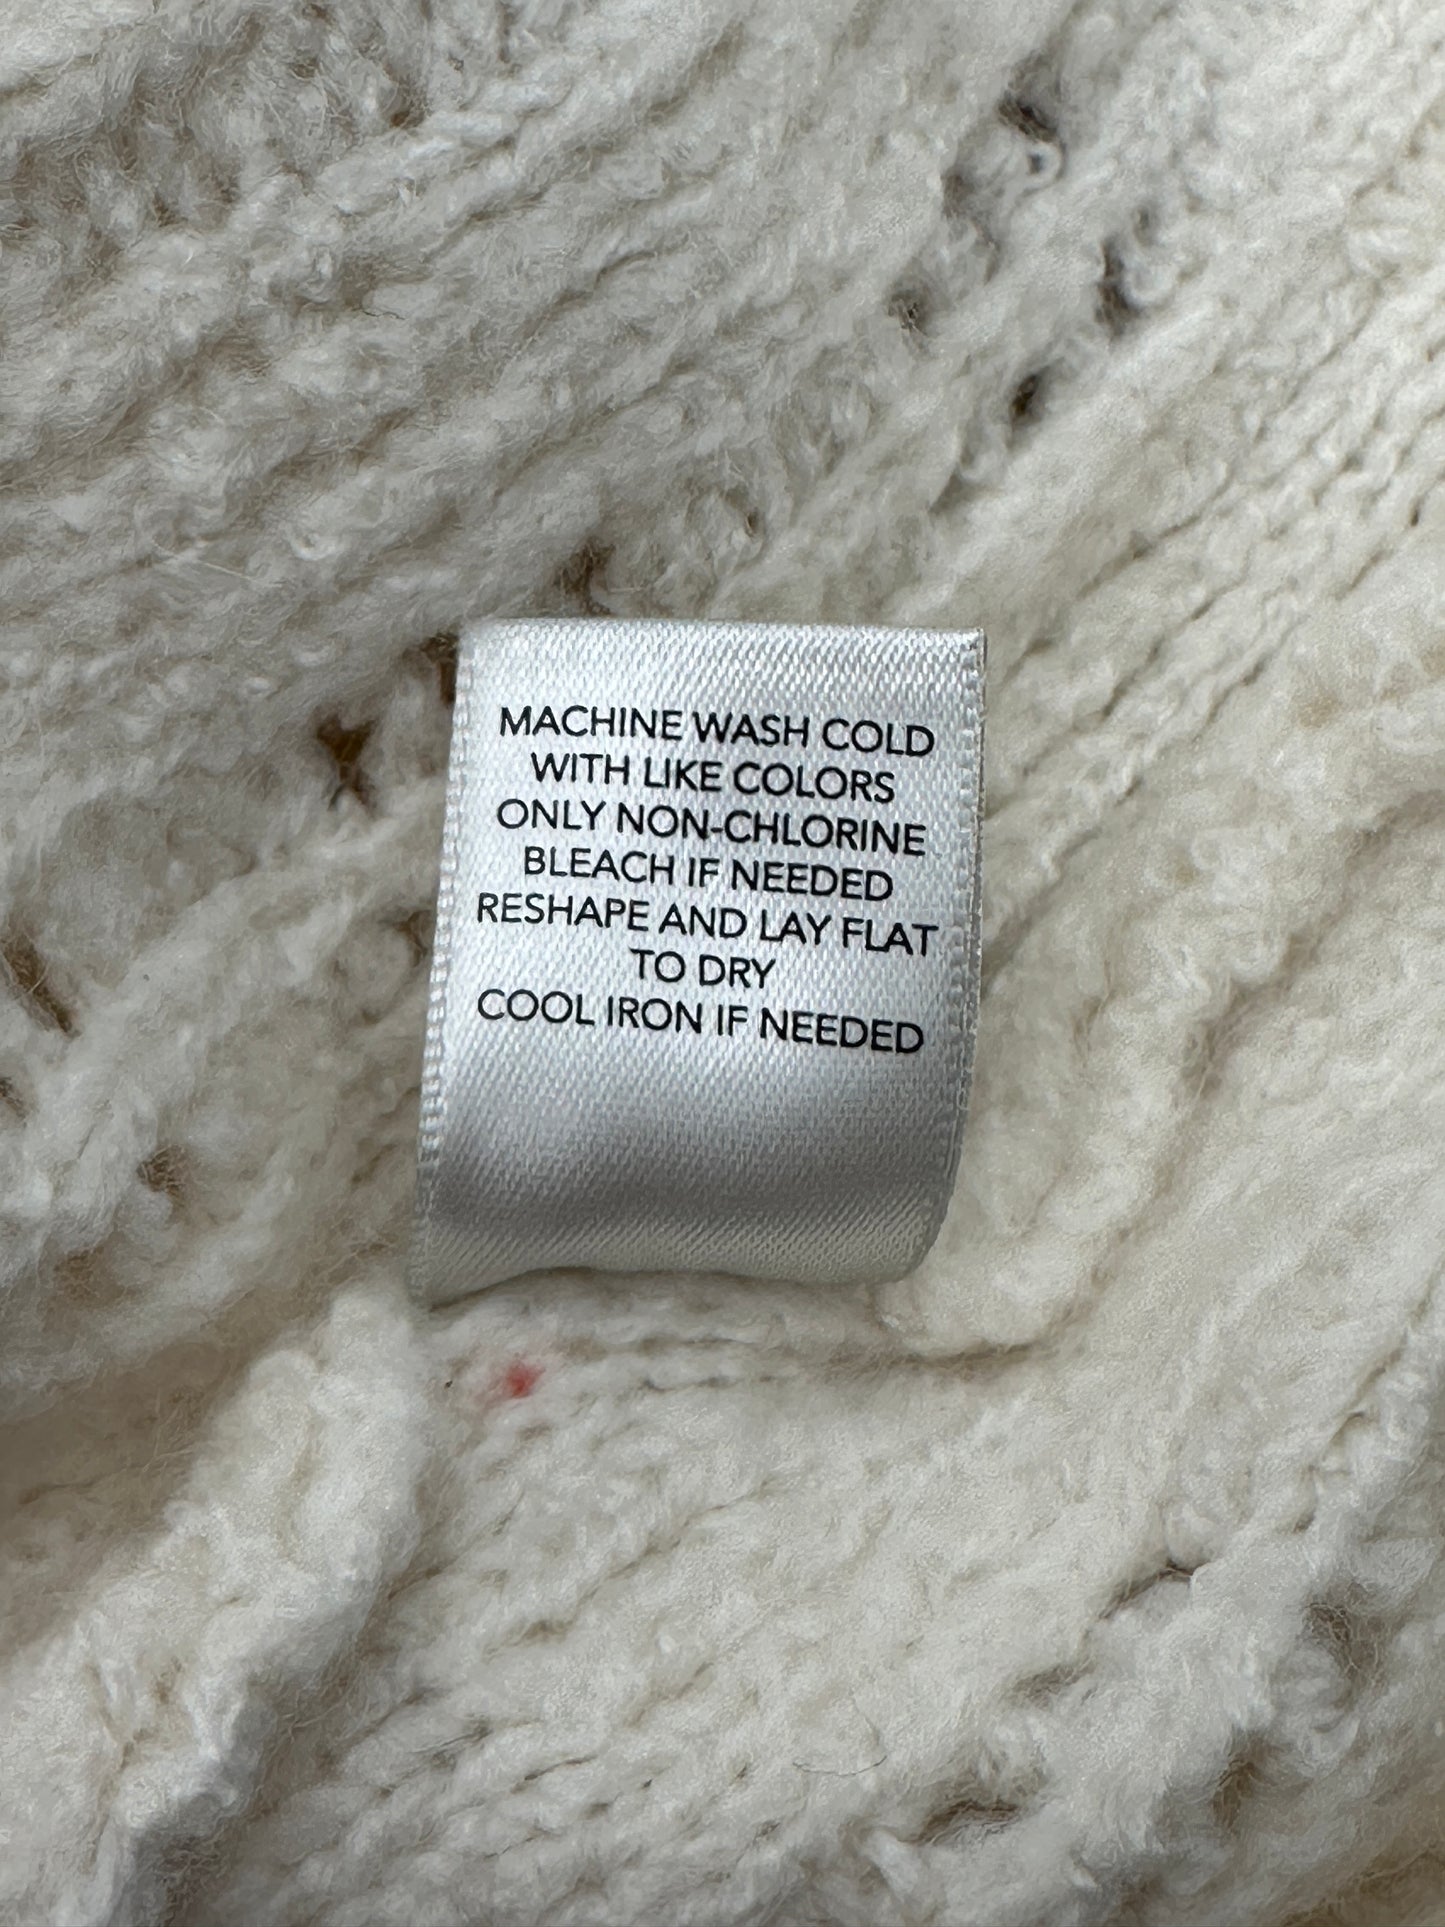 MACHINE WASH COLD
WITH LIKE COLORS
ONLY NON-CHLORINE
BLEACH IF NEEDED
RESHAPE AND LAY FLAT
TO DRY
COOL IRON IF NEEDED